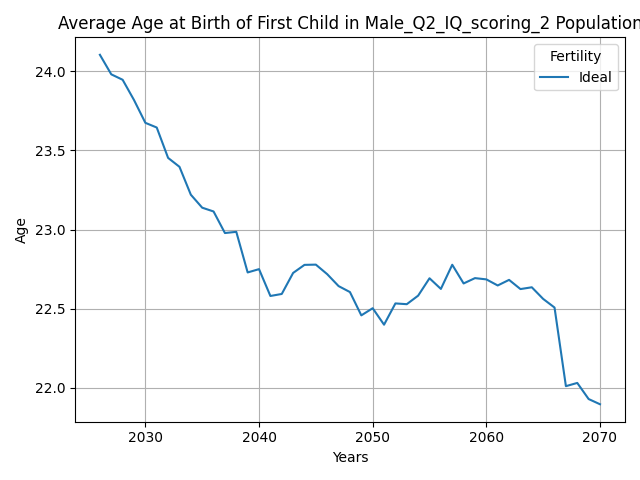 Average Age at Birth of First Child in Male_Q2_IQ_scoring_2 Population
Fertility
Ideal
24.0
23.5
23.0
22.5
22.0
Age
2030 2040 2050 2060 2070
Years